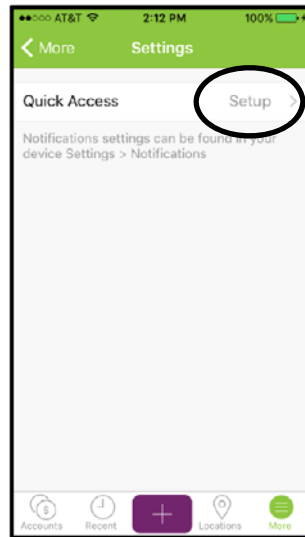 AT&T 2:12 PM 100%
More Settings
Quick Access Setup
Notifications settings can be found in your
device Settings > Notifications
Accounts Recent Locations More